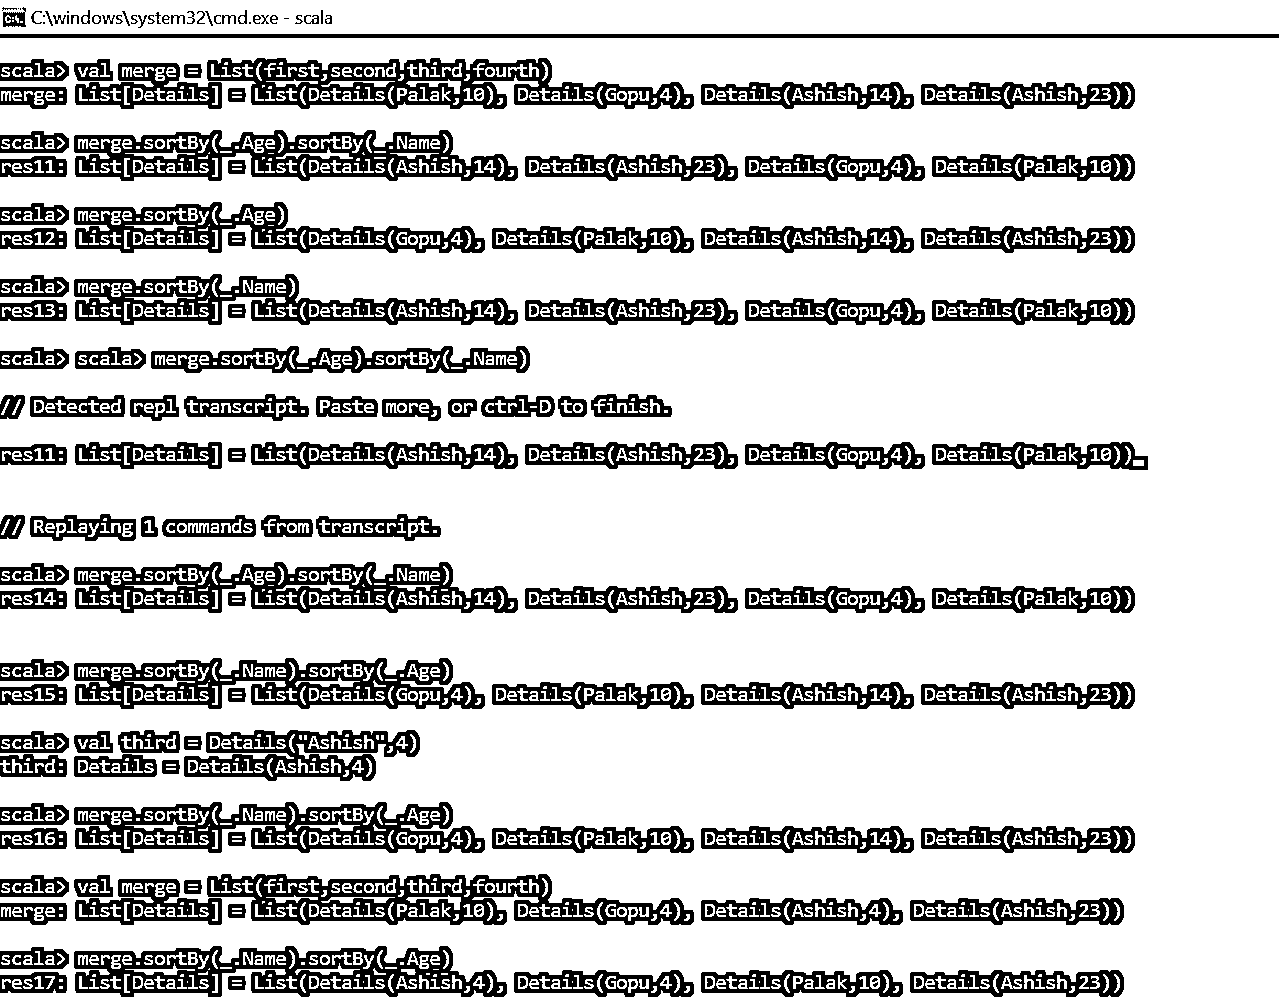 C:\windows\system32\cmd.exe - scala
scala> val merge = List(first,second,third,fourth)
merge: List[Details] = List(Details(Palak,10), Details(Gopu,4), Details(Ashish,14), Details(Ashish,23))
scala> merge.sortBy(_.Age).sortBy(_.Name)
res11: List[Details] = List(Details(Ashish,14), Details(Ashish,23), Details(Gopu,4), Details(Palak,10))
scala> merge.sortBy(_.Age)
res12: List[Details] = List(Details(Gopu,4), Details(Palak,10), Details(Ashish,14), Details(Ashish,23))
scala> merge.sortBy(_.Name)
res13: List[Details] = List(Details(Ashish,14), Details(Ashish,23), Details(Gopu,4), Details(Palak,10))
scala> scala> merge.sortBy(_.Age).sortBy(_.Name)
// Detected repl transcript. Paste more, or ctrl-D to finish.
res11: List[Details] = List(Details(Ashish,14), Details(Ashish,23), Details(Gopu,4), Details(Palak,10))
// Replaying 1 commands from transcript.
scala> merge.sortBy(_.Age).sortBy(_.Name)
res14: List[Details] = List(Details(Ashish,14), Details(Ashish,23), Details(Gopu,4), Details(Palak,10))
scala> merge.sortBy(_.Name).sortBy(_.Age)
res15: List[Details] = List(Details(Gopu,4), Details(Palak,10), Details(Ashish,14), Details(Ashish,23))
scala> val third = Details("Ashish",4)
third: Details = Details(Ashish,4)
scala> merge.sortBy(_.Name).sortBy(_.Age)
res16: List[Details] = List(Details(Gopu,4), Details(Palak,10), Details(Ashish,14), Details(Ashish,23))
scala> val merge = List(first,second,third,fourth)
merge: List[Details] = List(Details(Palak,10), Details(Gopu,4), Details(Ashish,4), Details(Ashish,23))
scala> merge.sortBy(_.Name).sortBy(_.Age)
res17: List[Details] = List(Details(Ashish,4), Details(Gopu,4), Details(Palak,10), Details(Ashish,23))